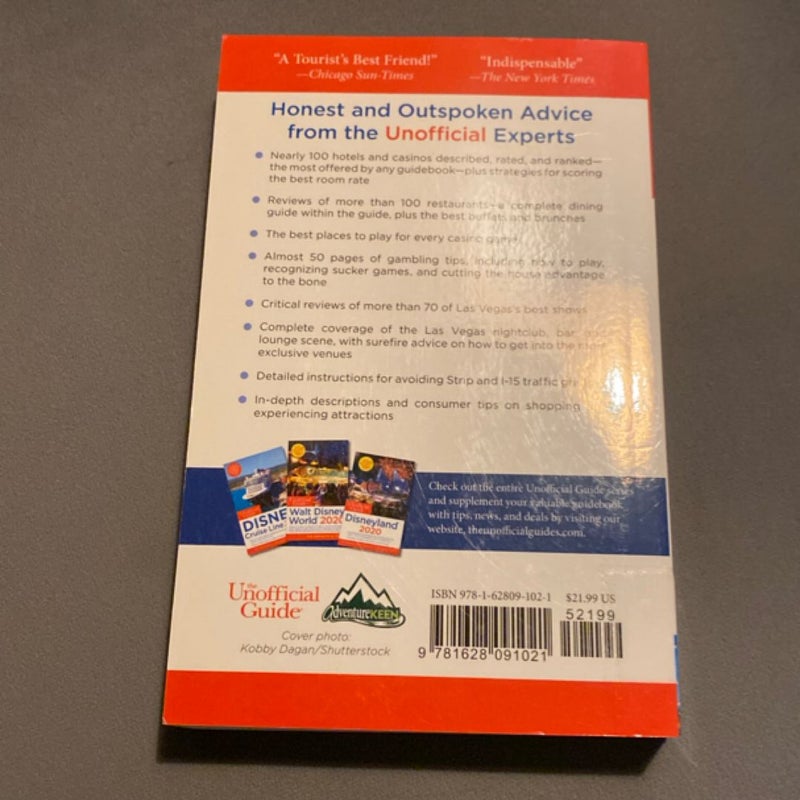 "A Tourist's Best Friend!"
—Chicago Sun-Times
"Indispensable"
—The New York Times
Honest and Outspoken Advice
from the Unofficial Experts
• Nearly 100 hotels and casinos described, rated, and ranked—
the most offered by any guidebook—plus strategies for scoring
the best room rate
• Reviews of more than 100 restaurants—a complete dining
guide within the guide, plus the best buffets and brunches
• The best places to play for every casino game
• Almost 50 pages of gambling tips, including how to play,
recognizing sucker games, and cutting the house advantage
to the bone
• Critical reviews of more than 70 of Las Vegas's best shows
• Complete coverage of the Las Vegas nightclub, bar, and
lounge scene, with surefire advice on how to get into the most
exclusive venues
• Detailed instructions for avoiding Strip and I-15 traffic
• In-depth descriptions and consumer tips on shopping
experiencing attractions
DISNE
Cruise Line
Walt Disney
World 2020
Disneyland
2020
Check out the entire Unofficial Guide series
and supplement your valuable guidebook
with tips, news, and deals by visiting our
website, theunofficialguides.com.
the
Unofficial
Guide
AdventureKEEN
Cover photo:
Kobby Dagan/Shutterstock
ISBN 978-1-62809-102-1 $21.99 US
52199
9 781628 091021